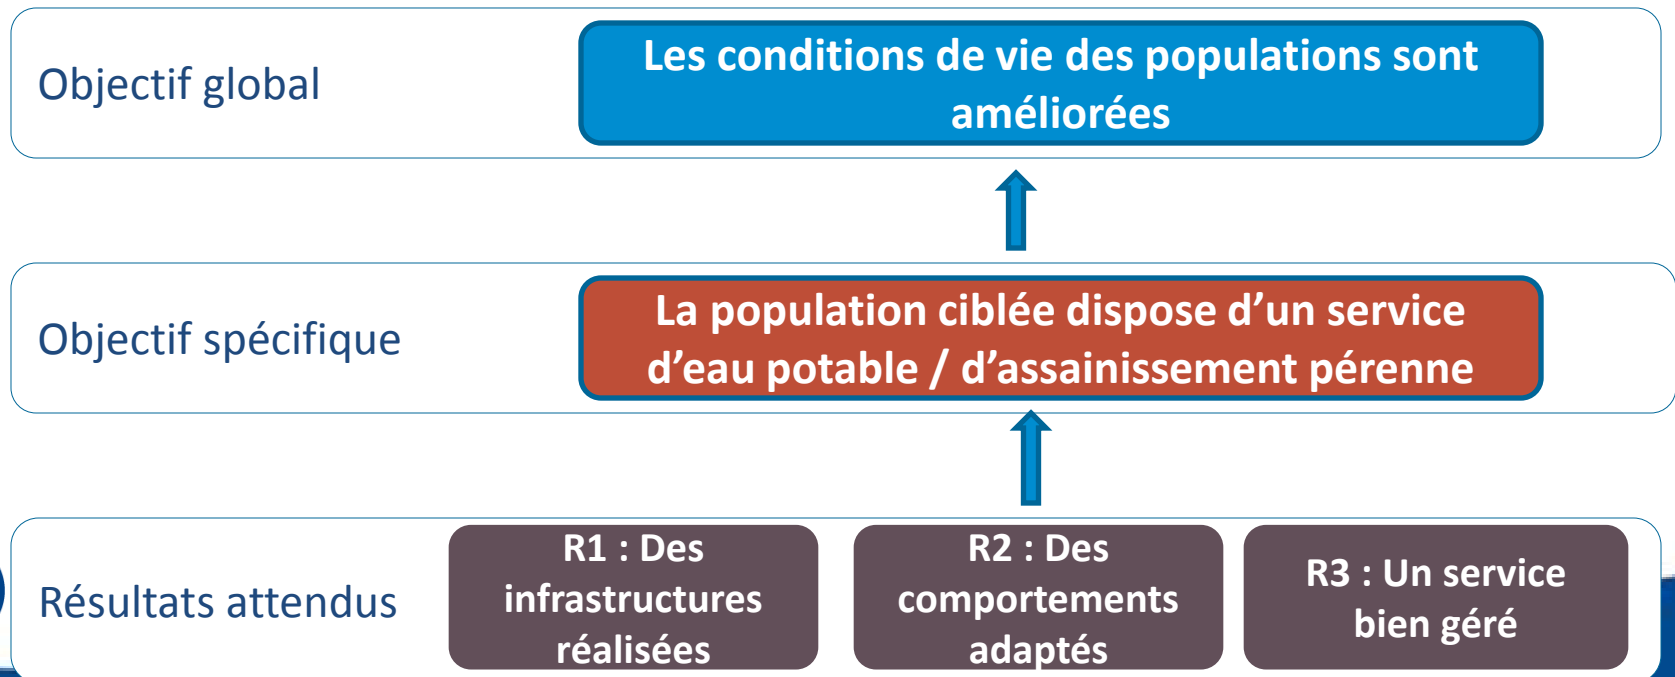 Objectif global
Les conditions de vie des populations sont
améliorées
Objectif spécifique
La population ciblée dispose d’un service
d’eau potable / d’assainissement pérenne
Résultats attendus
R1 : Des
infrastructures
réalisées
R2 : Des
comportements
adaptés
R3 : Un service
bien géré